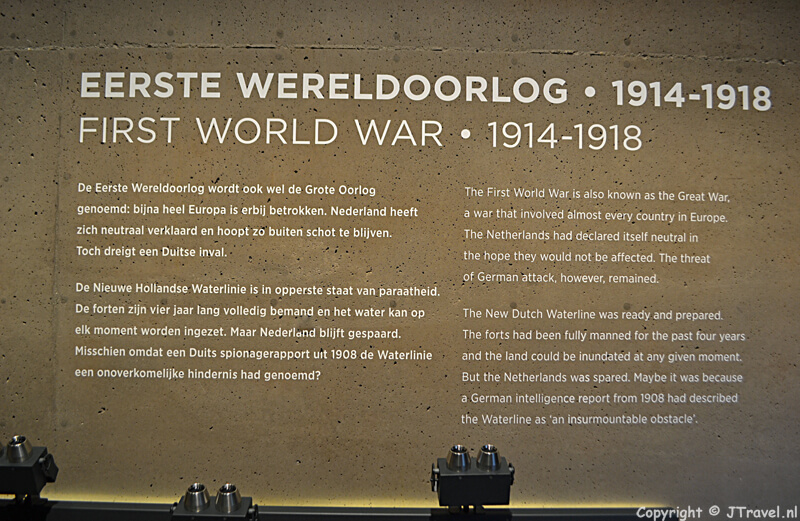 EERSTE WERELDOORLOG • 1914-1918
FIRST WORLD WAR • 1914-1918
De Eerste Wereldoorlog wordt ook wel de Grote Oorlog
genoemd: bijna heel Europa is erbij betrokken. Nederland heeft
zich neutraal verklaard en hoopt zo buiten schot te blijven.
Toch dreigt een Duitse inval.
De Nieuwe Hollandse Waterlinie is in opperste staat van paraatheid.
De forten zijn vier jaar lang volledig bemand en het water kan op
elk moment worden ingezet. Maar Nederland blijft gespaard.
Misschien omdat een Duits spionagerapport uit 1908 de Waterlinie
een onoverkomelijke hindernis had genoemd?
The First World War is also known as the Great War,
a war that involved almost every country in Europe.
The Netherlands had declared itself neutral in
the hope they would not be affected. The threat
of German attack, however, remained.
The New Dutch Waterline was ready and prepared.
The forts had been fully manned for the past four years
and the land could be inundated at any given moment.
But the Netherlands was spared. Maybe it was because
a German intelligence report from 1908 had described
the Waterline as 'an insurmountable obstacle'.
Copyright © JTravel.nl